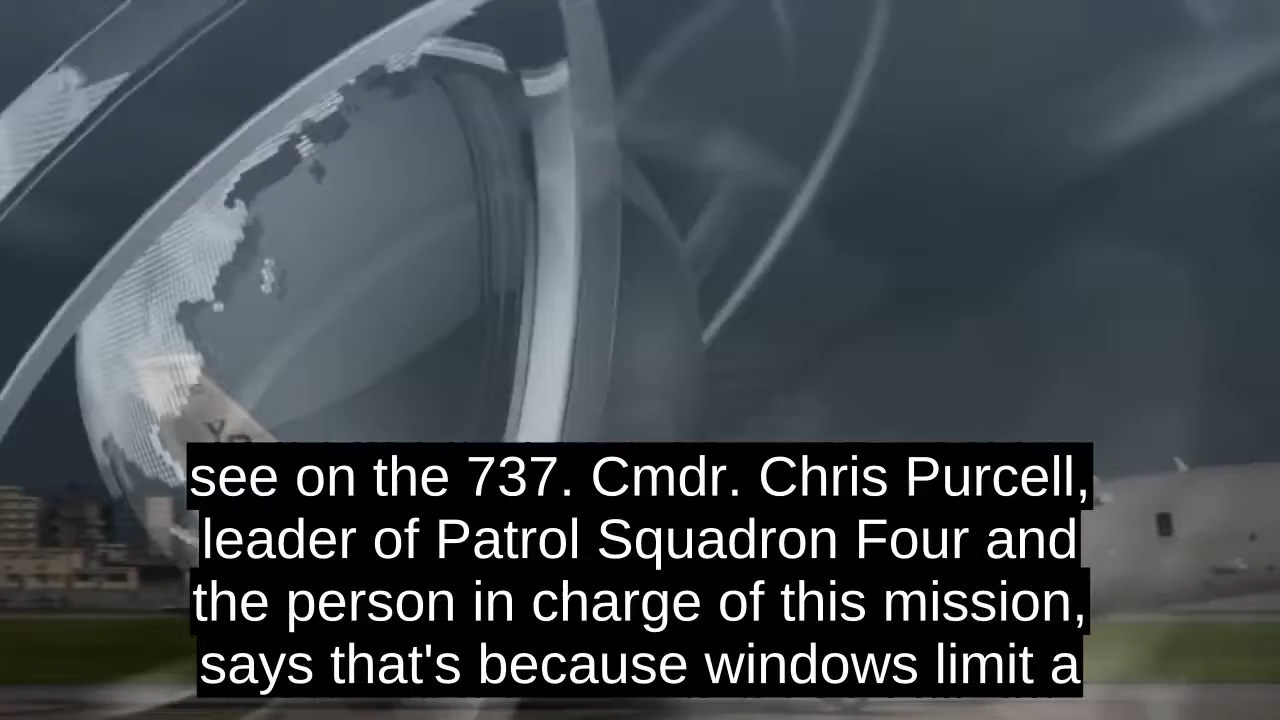 see on the 737. Cmdr. Chris Purcell,
leader of Patrol Squadron Four and
the person in charge of this mission,
says that's because windows limit a